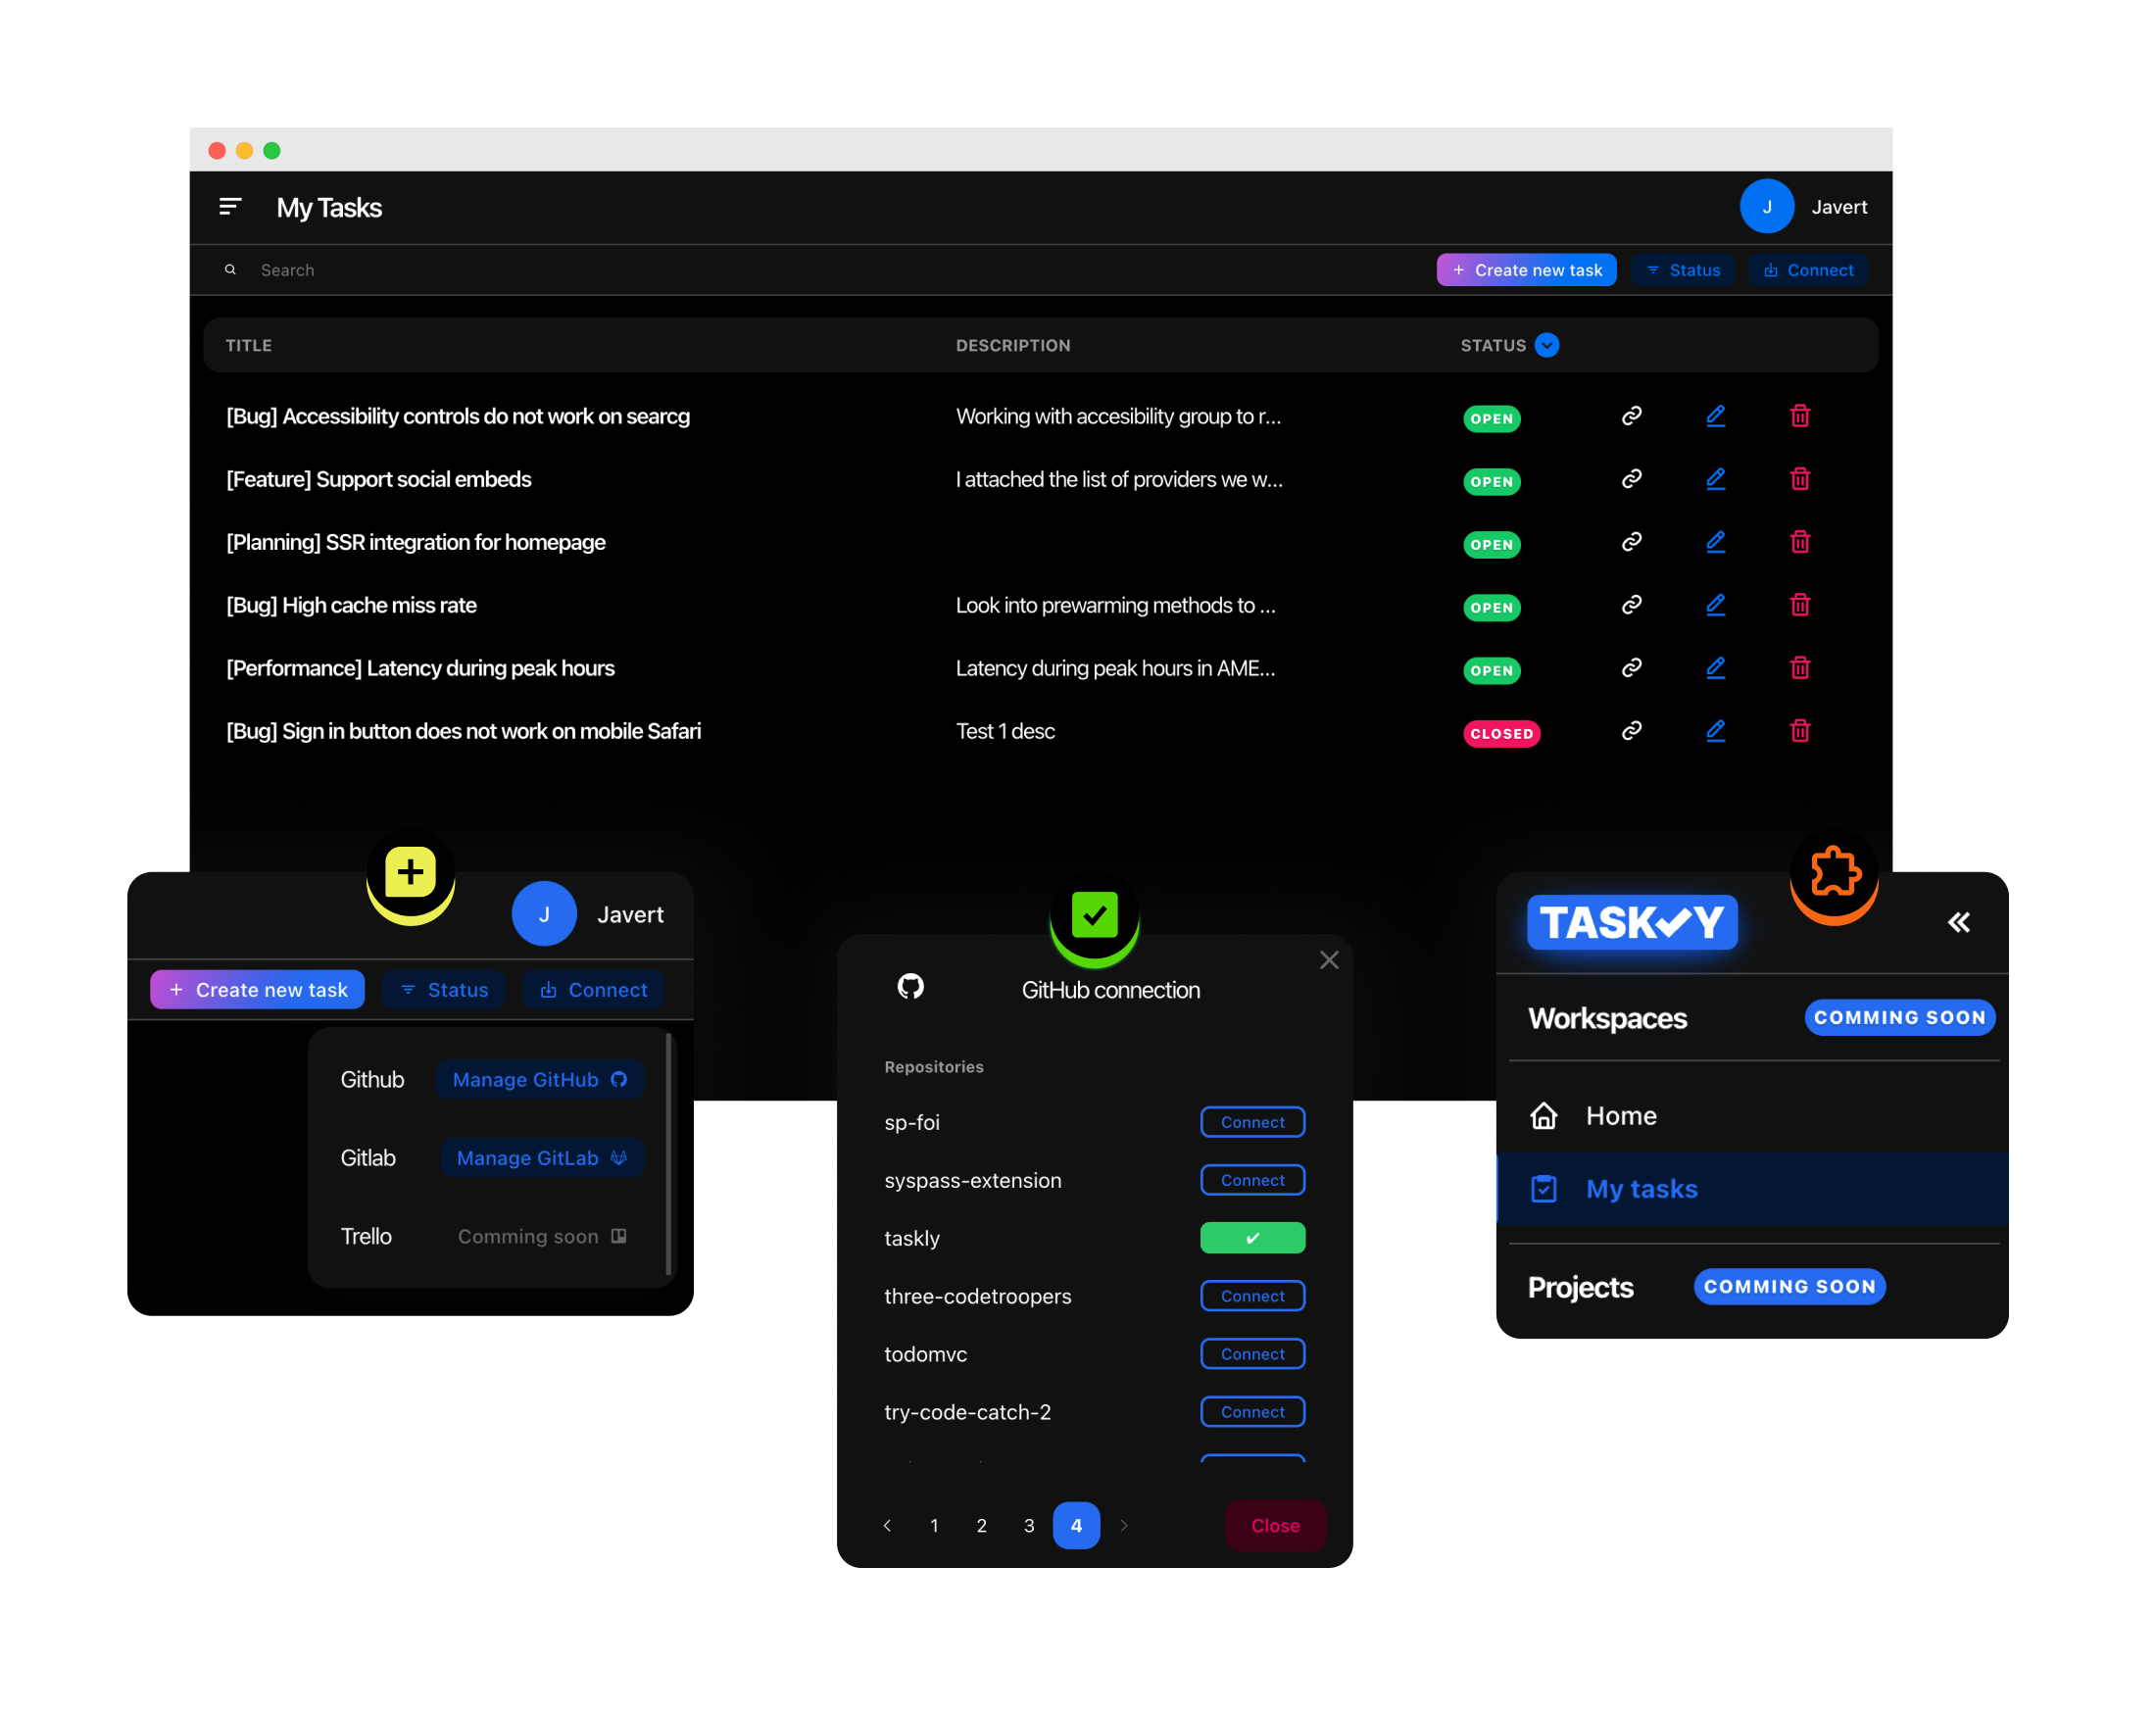 My Tasks
J Javert
Search
+ Create new task Status Connect
TITLE DESCRIPTION STATUS
[Bug] Accessibility controls do not work on searcg Working with accesibility group to r... OPEN
[Feature] Support social embeds I attached the list of providers we w... OPEN
[Planning] SSR integration for homepage OPEN
[Bug] High cache miss rate Look into prewarming methods to ... OPEN
[Performance] Latency during peak hours Latency during peak hours in AME... OPEN
[Bug] Sign in button does not work on mobile Safari Test 1 desc CLOSED
J Javert
+ Create new task Status Connect
Github Manage GitHub
Gitlab Manage GitLab
Trello Comming soon
GitHub connection
Repositories
sp-foi Connect
syspass-extension Connect
taskly ✔
three-codetroopers Connect
todomvc Connect
try-code-catch-2 Connect
1 2 3 4 Close
TASKLY
Workspaces COMMING SOON
Home
My tasks
Projects COMMING SOON